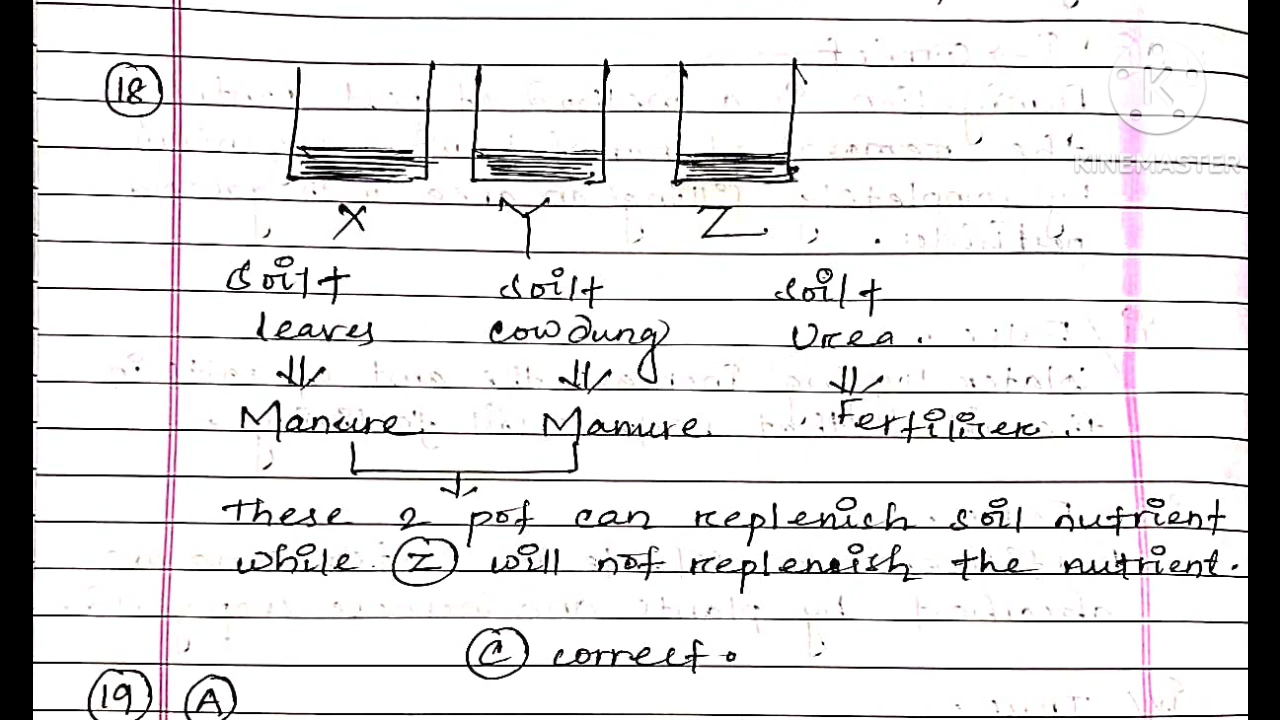 18
X Y Z
Soil+ Soil+ Soil+
leaves cowdung Urea.
Manure Manure. Fertilizer.
These 2 pot can replenish soil nutrient
while Z will not replenish the nutrient.
C correct.
19 A
KINEMASTER